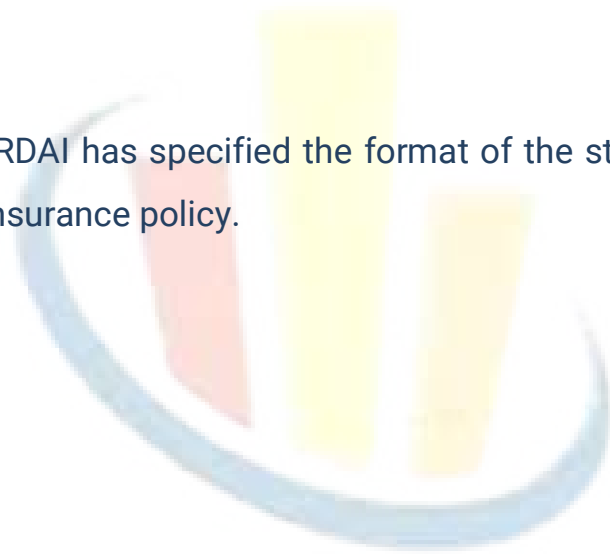 RDAI has specified the format of the st
nsurance policy.